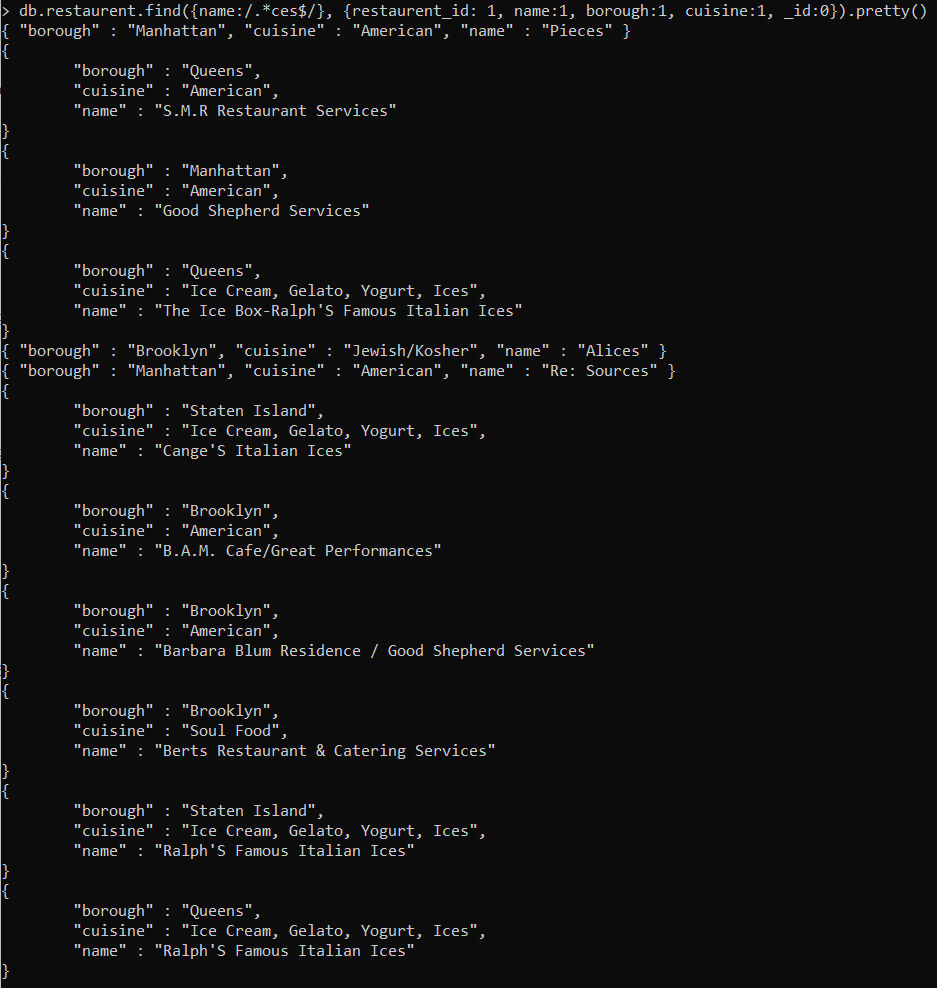 > db.restaurent.find({name:/.*ces$/}, {restaurent_id: 1, name:1, borough:1, cuisine:1, _id:0}).pretty()
{ "borough" : "Manhattan", "cuisine" : "American", "name" : "Pieces" }
{
        "borough" : "Queens",
        "cuisine" : "American",
        "name" : "S.M.R Restaurant Services"
}
{
        "borough" : "Manhattan",
        "cuisine" : "American",
        "name" : "Good Shepherd Services"
}
{
        "borough" : "Queens",
        "cuisine" : "Ice Cream, Gelato, Yogurt, Ices",
        "name" : "The Ice Box-Ralph'S Famous Italian Ices"
}
{ "borough" : "Brooklyn", "cuisine" : "Jewish/Kosher", "name" : "Alices" }
{ "borough" : "Manhattan", "cuisine" : "American", "name" : "Re: Sources" }
{
        "borough" : "Staten Island",
        "cuisine" : "Ice Cream, Gelato, Yogurt, Ices",
        "name" : "Cange'S Italian Ices"
}
{
        "borough" : "Brooklyn",
        "cuisine" : "American",
        "name" : "B.A.M. Cafe/Great Performances"
}
{
        "borough" : "Brooklyn",
        "cuisine" : "American",
        "name" : "Barbara Blum Residence / Good Shepherd Services"
}
{
        "borough" : "Brooklyn",
        "cuisine" : "Soul Food",
        "name" : "Berts Restaurant & Catering Services"
}
{
        "borough" : "Staten Island",
        "cuisine" : "Ice Cream, Gelato, Yogurt, Ices",
        "name" : "Ralph'S Famous Italian Ices"
}
{
        "borough" : "Queens",
        "cuisine" : "Ice Cream, Gelato, Yogurt, Ices",
        "name" : "Ralph'S Famous Italian Ices"
}